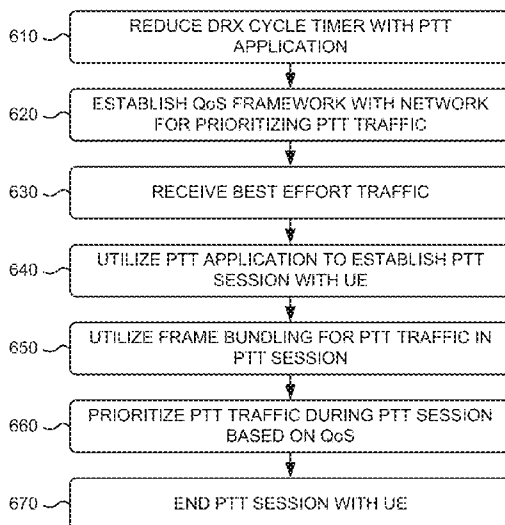 610
REDUCE DRX CYCLE TIMER WITH PTT
APPLICATION
620
ESTABLISH QoS FRAMEWORK WITH NETWORK
FOR PRIORITIZING PTT TRAFFIC
630
RECEIVE BEST EFFORT TRAFFIC
640
UTILIZE PTT APPLICATION TO ESTABLISH PTT
SESSION WITH UE
650
UTILIZE FRAME BUNDLING FOR PTT TRAFFIC IN
PTT SESSION
660
PRIORITIZE PTT TRAFFIC DURING PTT SESSION
BASED ON QoS
670
END PTT SESSION WITH UE